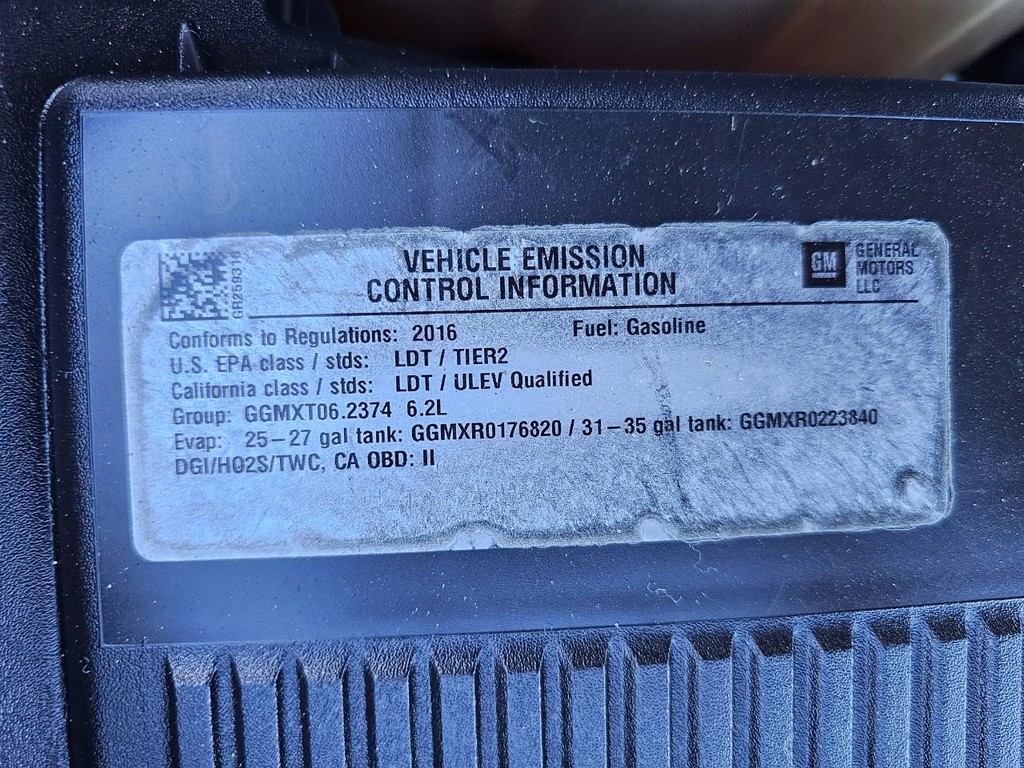 VEHICLE EMISSION
CONTROL INFORMATION
GM
GENERAL
MOTORS
LLC
Conforms to Regulations: 2016 Fuel: Gasoline
U.S. EPA class / stds: LDT / TIER2
California class / stds: LDT / ULEV Qualified
Group: GGMXT06.2374 6.2L
Evap: 25-27 gal tank: GGMXR0176820 / 31-35 gal tank: GGMXR0223840
DGI/HO2S/TWC, CA OBD: II